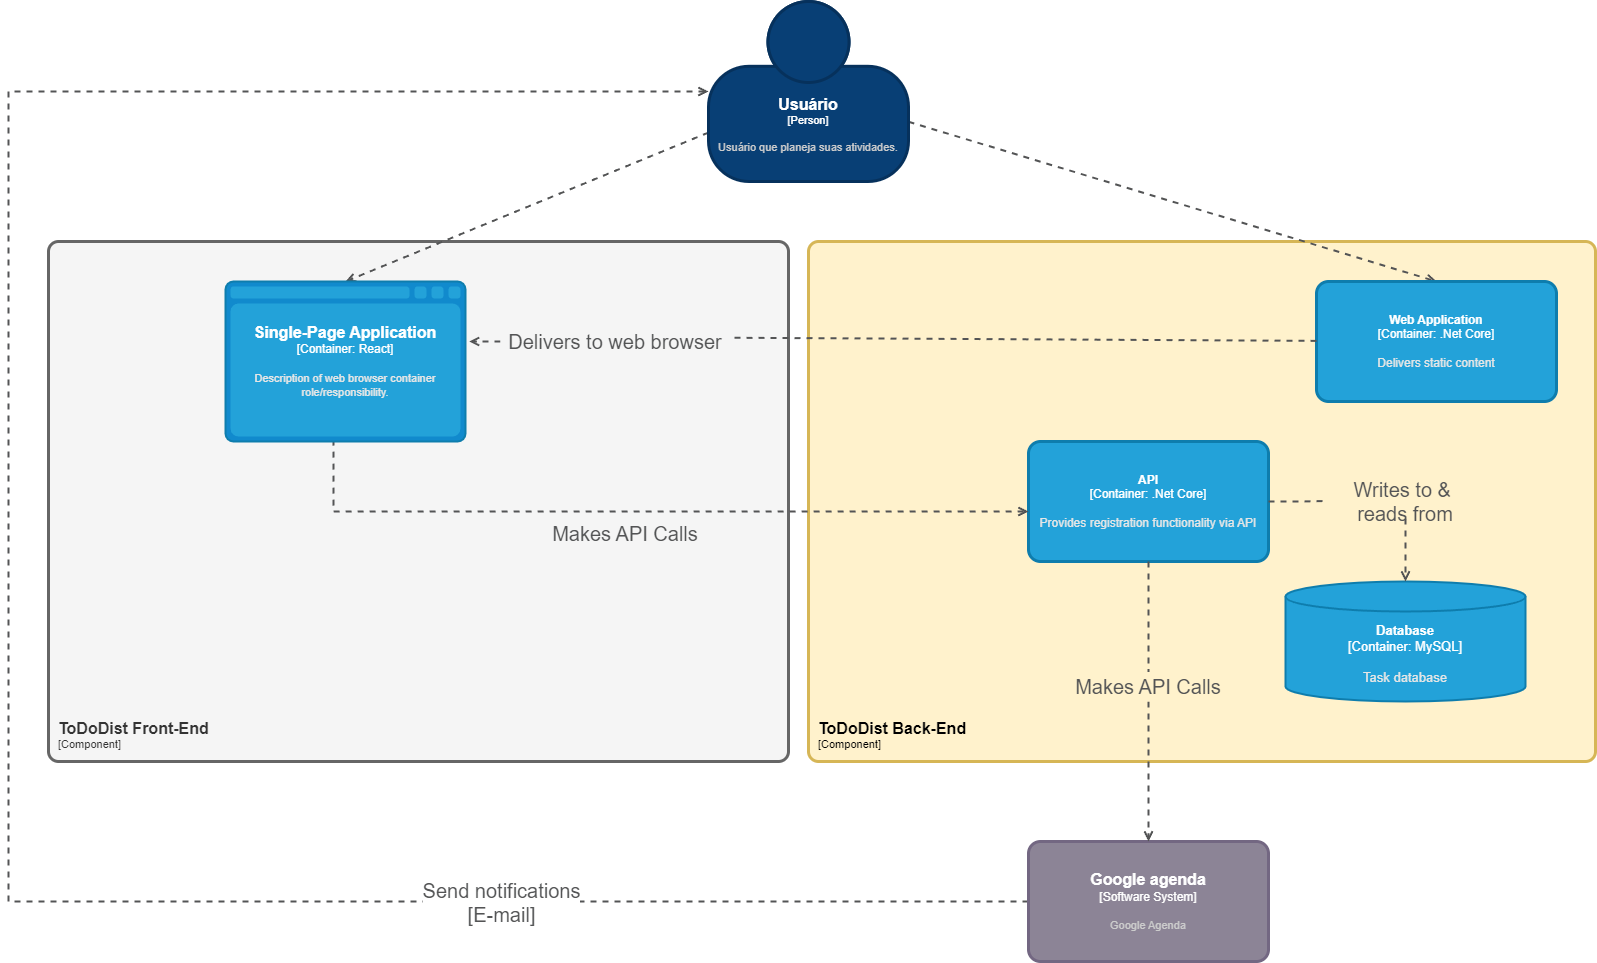 Usuário
[Person]
Usuário que planeja suas atividades.
Single-Page Application
[Container: React]
Description of web browser container
role/responsibility.
Delivers to web browser
Web Application
[Container: .Net Core]
Delivers static content
API
[Container: .Net Core]
Provides registration functionality via API
Writes to &
reads from
Makes API Calls
Database
[Container: MySQL]
Task database
Makes API Calls
ToDoDist Front-End
[Component]
ToDoDist Back-End
[Component]
Google agenda
[Software System]
Google Agenda
Send notifications
[E-mail]